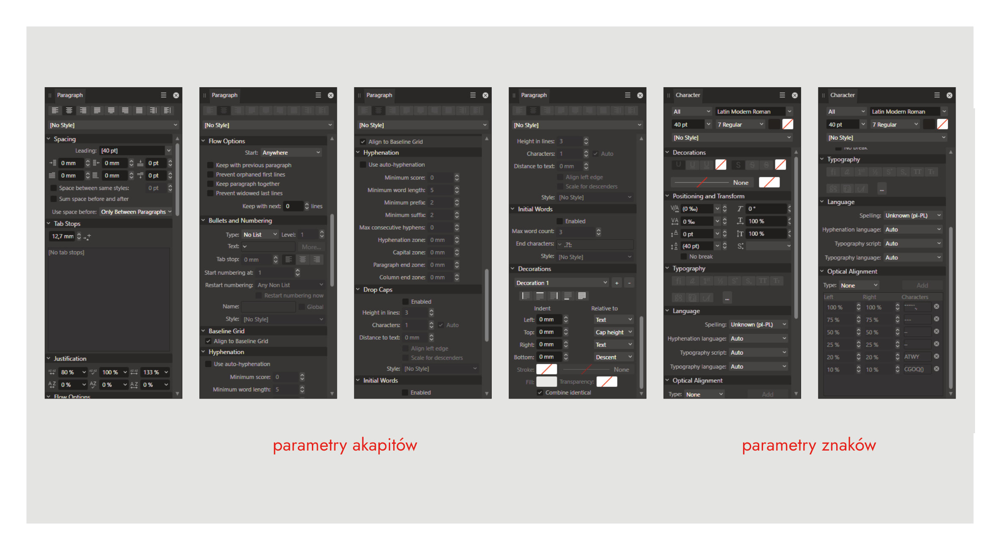 Paragraph
[No Style]
Spacing
Leading: [40 pt]
0 mm 0 mm 0 pt
0 mm 0 mm 0 pt
Space between same styles: 0 pt
Sum space before and after
Use space before: Only Between Paragraphs
Tab Stops
12,7 mm
[No tab stops]
Justification
80 % 100 % 133 %
0 % 0 % 0 %
Flow Options
Paragraph
[No Style]
Flow Options
Start: Anywhere
Keep with previous paragraph
Prevent orphaned first lines
Keep paragraph together
Prevent widowed last lines
Keep with next: 0 lines
Bullets and Numbering
Type: No List Level: 1
Text: More...
Tab stop: 0 mm
Start numbering at: 1
Restart numbering: Any Non List
Restart numbering now
Name: Global
Style: [No Style]
Baseline Grid
Align to Baseline Grid
Hyphenation
Use auto-hyphenation
Minimum score: 0
Minimum word length: 5
Paragraph
[No Style]
Align to Baseline Grid
Hyphenation
Use auto-hyphenation
Minimum score: 0
Minimum word length: 5
Minimum prefix: 2
Minimum suffix: 2
Max consecutive hyphens: 0
Hyphenation zone: 0 mm
Capital zone: 0 mm
Paragraph end zone: 0 mm
Column end zone: 0 mm
Drop Caps
Enabled
Height in lines: 3
Characters: 1 Auto
Distance to text: 0 mm
Align left edge
Scale for descenders
Style: [No Style]
Initial Words
Enabled
Paragraph
[No Style]
Height in lines: 3
Characters: 1 Auto
Distance to text: 0 mm
Align left edge
Scale for descenders
Style: [No Style]
Initial Words
Enabled
Max word count: 3
End characters: .?!:
Style: [No Style]
Decorations
Decoration 1 + -
Indent Relative to
Left: 0 mm Text
Top: 0 mm Cap height
Right: 0 mm Text
Bottom: 0 mm Descent
Stroke: None
Fill: Transparency:
Combine identical
Character
All Latin Modern Roman
40 pt 7 Regular
[No Style]
Decorations
U U U S S S
None
Positioning and Transform
V/A (0 ‰) T 0 °
VA 0 ‰ T 100 %
A 0 pt T 100 %
(40 pt) S
No break
Typography
fi a 1st ½ S S TT Tt
...
Language
Spelling: Unknown (pl-PL)
Hyphenation language: Auto
Typography script: Auto
Typography language: Auto
Optical Alignment
Type: None Add
Character
All Latin Modern Roman
40 pt 7 Regular
[No Style]
No break
Typography
fi a 1st ½ S S TT Tt
...
Language
Spelling: Unknown (pl-PL)
Hyphenation language: Auto
Typography script: Auto
Typography language: Auto
Optical Alignment
Type: None Add
Left Right Characters
100 % 100 %
75 % 75 % ---
50 % 50 % –
25 % 25 % –
20 % 20 % ATWY
10 % 10 % CGOQ()
parametry akapitów
parametry znaków